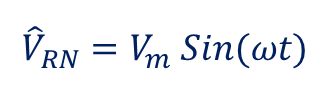 V̂_RN = V_m Sin(ωt)